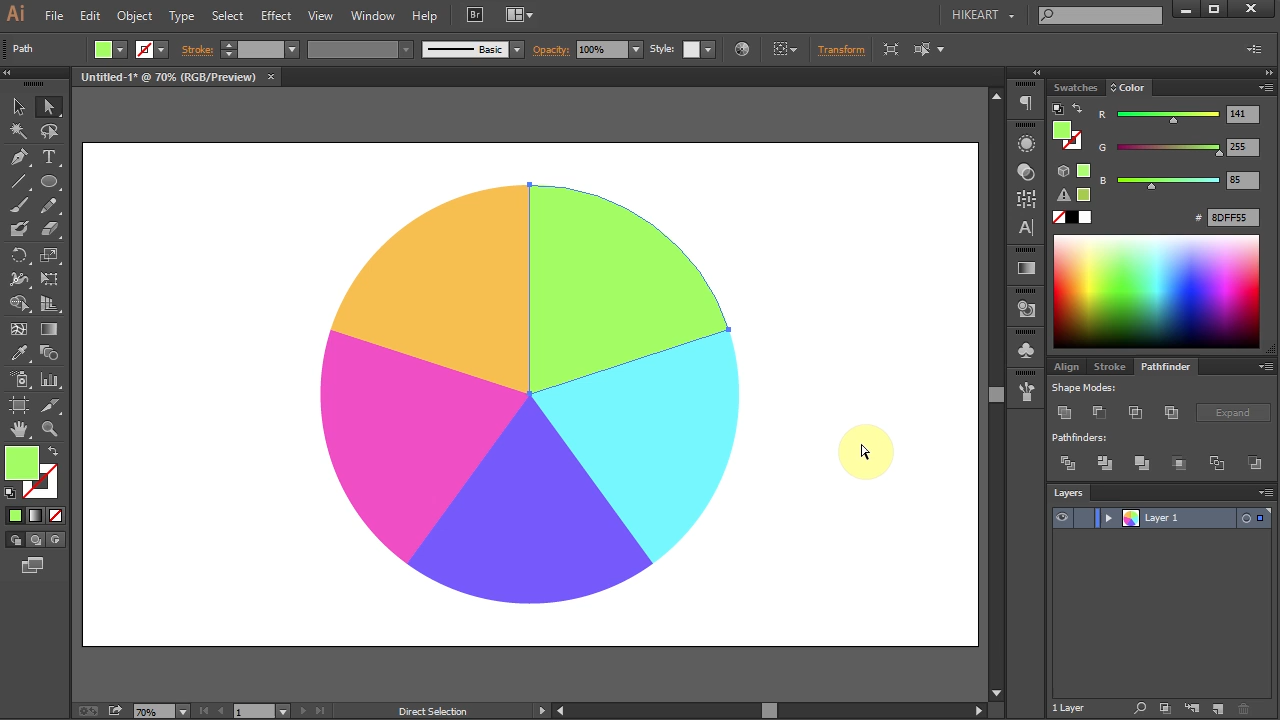 Ai File Edit Object Type Select Effect View Window Help Br HIKEART
Path Stroke: Basic Opacity: 100% Style: Transform
Untitled-1* @ 70% (RGB/Preview) ×
Swatches Color
R 141
G 255
B 85
# 8DFF55
Align Stroke Pathfinder
Shape Modes:
Expand
Pathfinders:
Layers
Layer 1
1 Layer
70% 1 Direct Selection